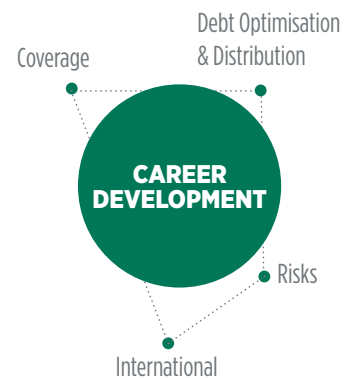 Debt Optimisation
& Distribution
Coverage
CAREER
DEVELOPMENT
Risks
International